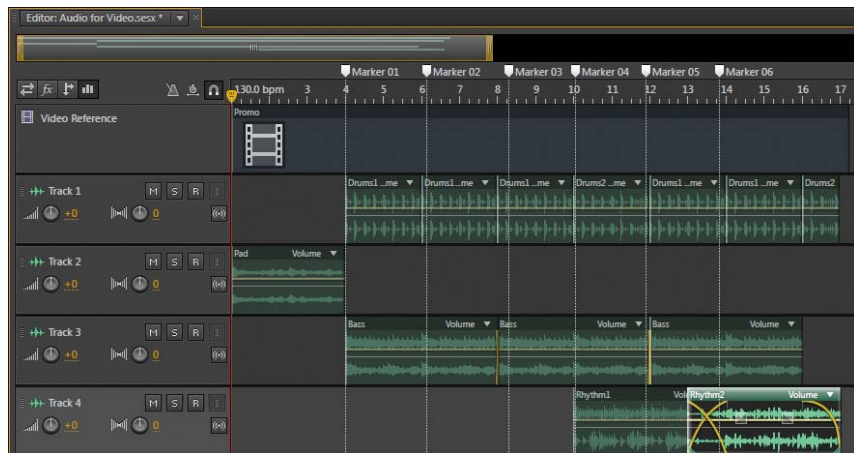 Editor: Audio for Video.sesx *
Marker 01 Marker 02 Marker 03 Marker 04 Marker 05 Marker 06
fx
130.0 bpm 3 4 5 6 7 8 9 10 11 12 13 14 15 16 17
Video Reference
Promo
Track 1 M S R I
Drums1 ...me Drums1 ...me Drums1 ...me Drums2 ...me Drums1 ...me Drums1 ...me Drums2
+0 0
Track 2 M S R I
Pad Volume
+0 0
Track 3 M S R I
Bass Volume Bass Volume Bass Volume
+0 0
Track 4 M S R I
Rhythm1 Vol Rhythm2 Volume
+0 0